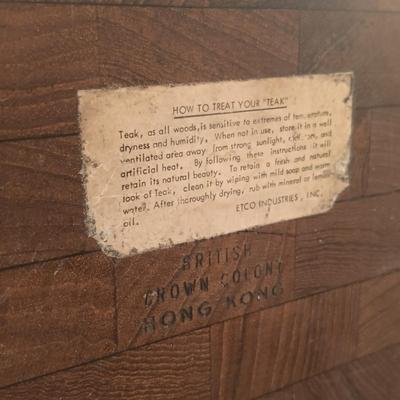 HOW TO TREAT YOUR "TEAK"
Teak, as all woods, is sensitive to extremes of temperature,
dryness and humidity. When not in use, store it in a well
ventilated area away from strong sunlight, and
artificial heat. By following these instructions it will
retain its natural beauty. To retain a fresh and natural
look of Teak, clean it by wiping with mild soap and warm
water. After thoroughly drying, rub with mineral or lemon
oil.
ETCO INDUSTRIES, INC.
BRITISH
CROWN COLONY
HONG KONG